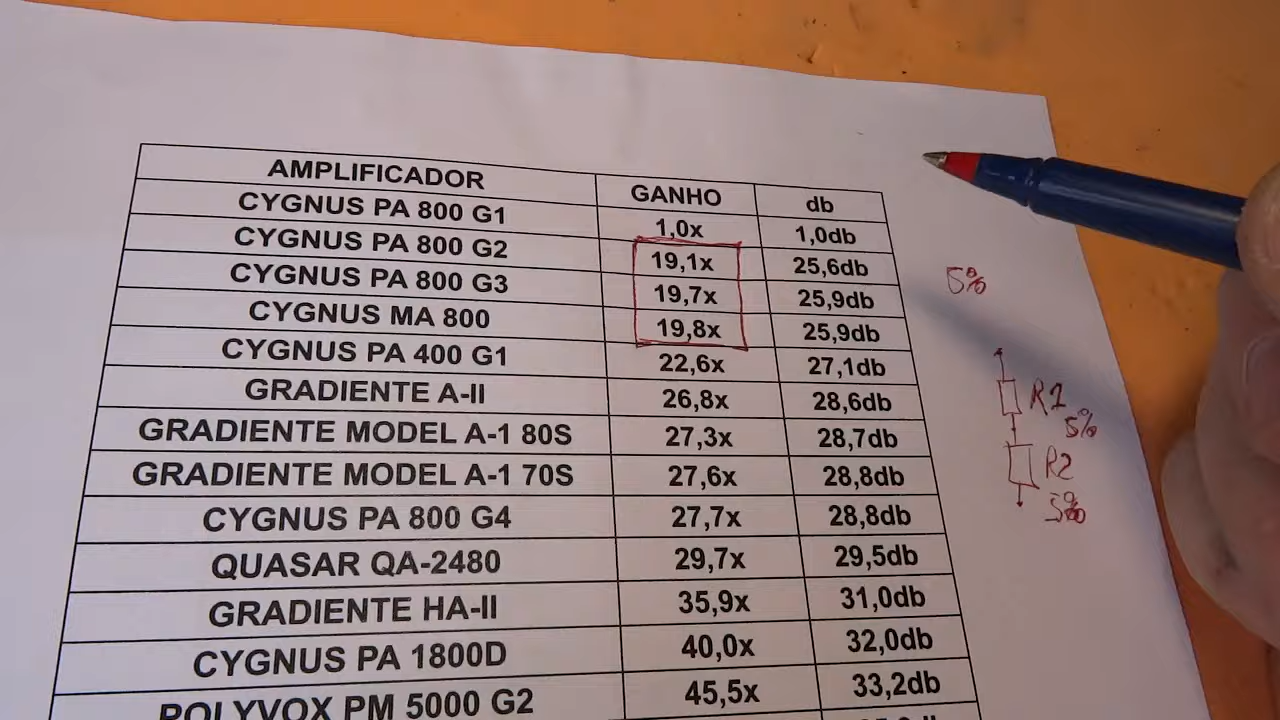 AMPLIFICADOR GANHO db
CYGNUS PA 800 G1 1,0x 1,0db
CYGNUS PA 800 G2 19,1x 25,6db
CYGNUS PA 800 G3 19,7x 25,9db
CYGNUS MA 800 19,8x 25,9db
CYGNUS PA 400 G1 22,6x 27,1db
GRADIENTE A-II 26,8x 28,6db
GRADIENTE MODEL A-1 80S 27,3x 28,7db
GRADIENTE MODEL A-1 70S 27,6x 28,8db
CYGNUS PA 800 G4 27,7x 28,8db
QUASAR QA-2480 29,7x 29,5db
GRADIENTE HA-II 35,9x 31,0db
CYGNUS PA 1800D 40,0x 32,0db
POLYVOX PM 5000 G2 45,5x 33,2db
5%
R1
5%
R2
5%